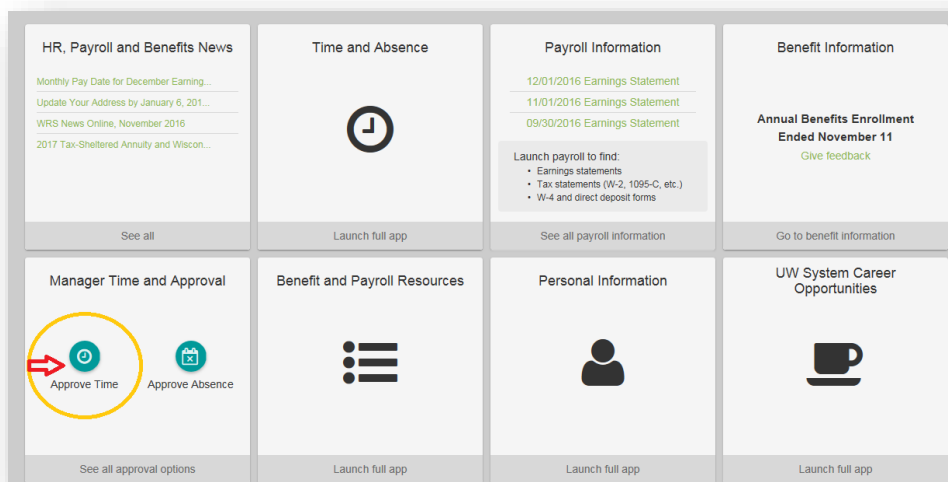 HR, Payroll and Benefits News
Monthly Pay Date for December Earning...
Update Your Address by January 6, 201...
WRS News Online, November 2016
2017 Tax-Sheltered Annuity and Wiscon...
See all
Time and Absence
Launch full app
Payroll Information
12/01/2016 Earnings Statement
11/01/2016 Earnings Statement
09/30/2016 Earnings Statement
Launch payroll to find:
• Earnings statements
• Tax statements (W-2, 1095-C, etc.)
• W-4 and direct deposit forms
See all payroll information
Benefit Information
Annual Benefits Enrollment
Ended November 11
Give feedback
Go to benefit information
Manager Time and Approval
Approve Time
Approve Absence
See all approval options
Benefit and Payroll Resources
Launch full app
Personal Information
Launch full app
UW System Career
Opportunities
Launch full app